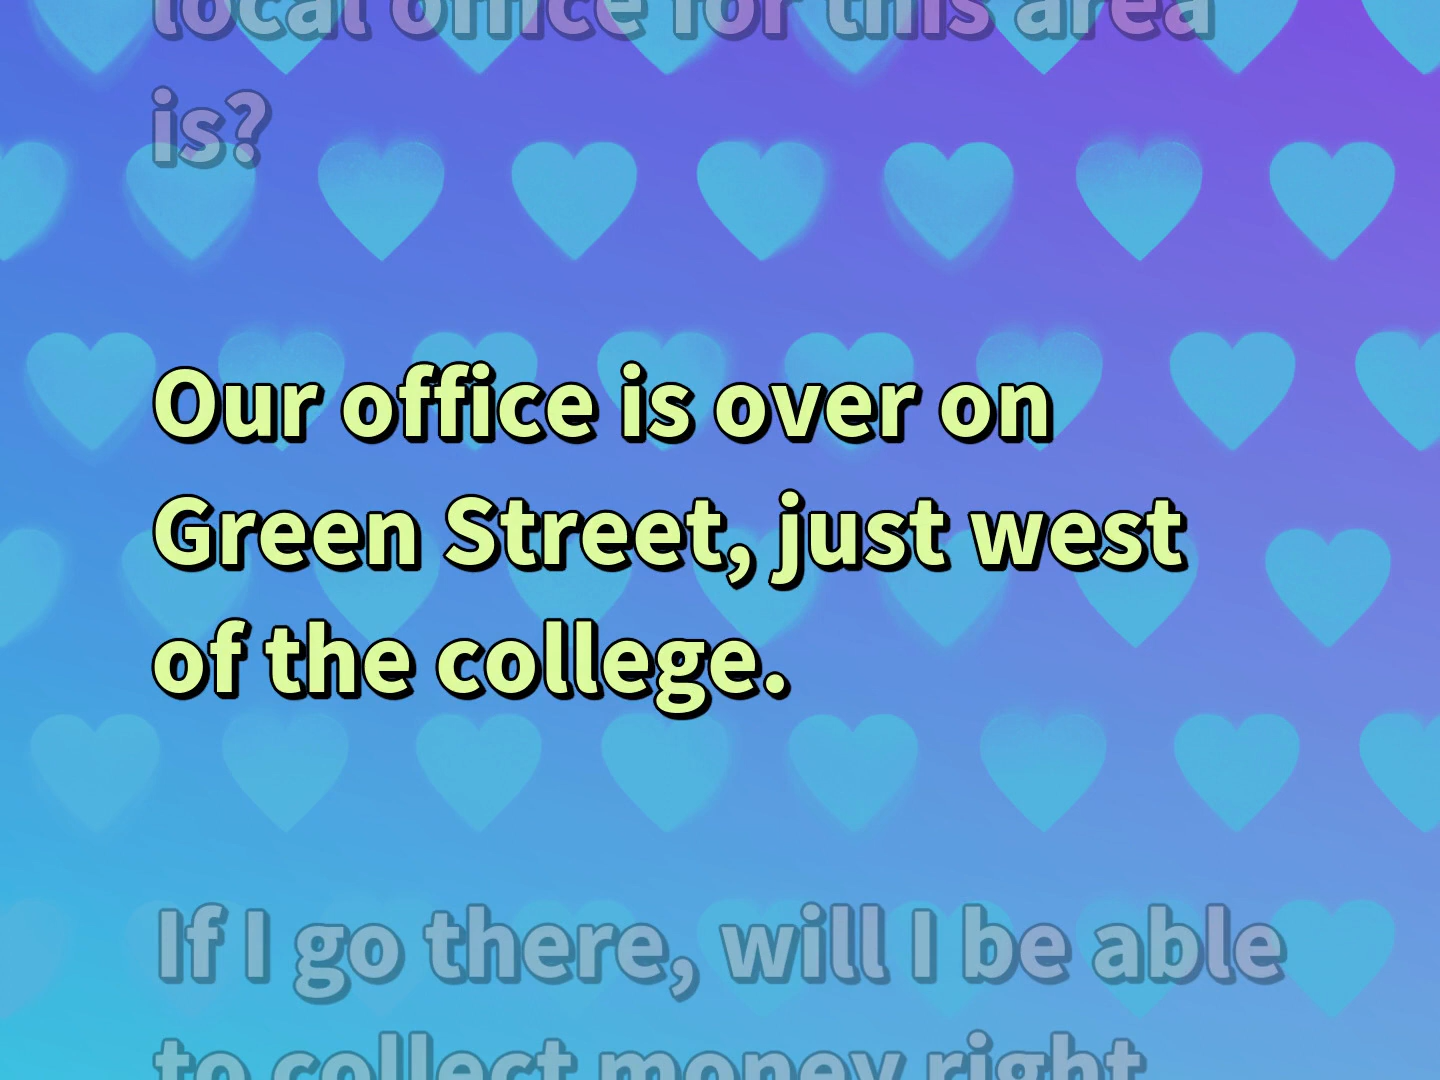 local office for this area
is?
Our office is over on
Green Street, just west
of the college.
If I go there, will I be able
to collect money right